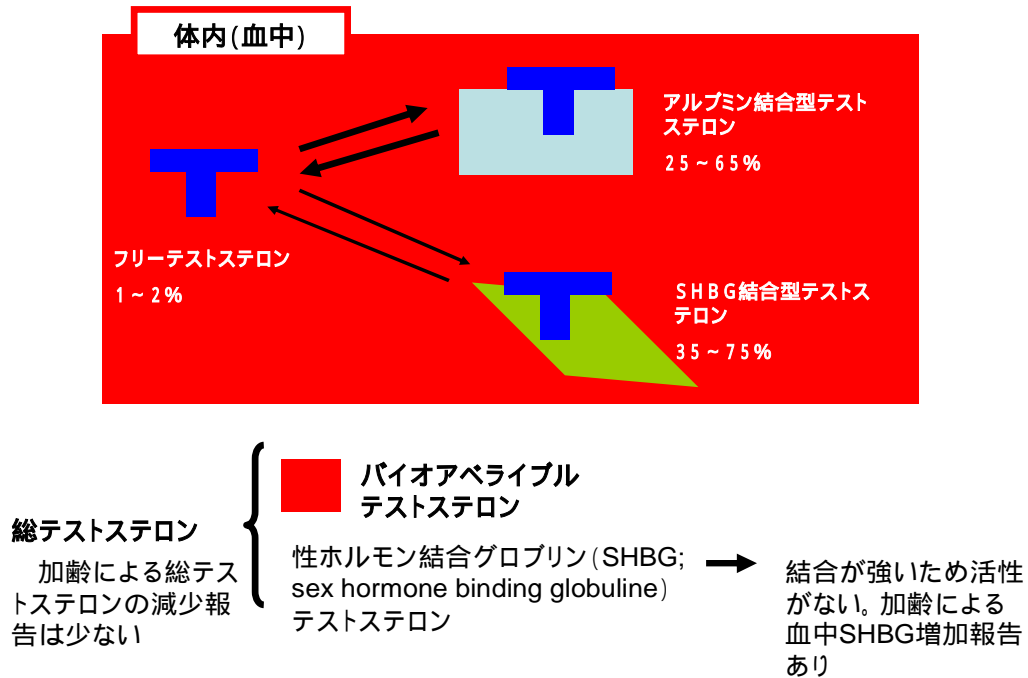 体内(血中)
アルブミン結合型テスト
ステロン
25~65%
フリーテストステロン
1~2%
SHBG結合型テストス
テロン
35~75%
バイオアベライブル
テストステロン
総テストステロン
加齢による総テス
トステロンの減少報
告は少ない
性ホルモン結合グロブリン(SHBG;
sex hormone binding globuline)
テストステロン
結合が強いため活性
がない。加齢による
血中SHBG増加報告
あり